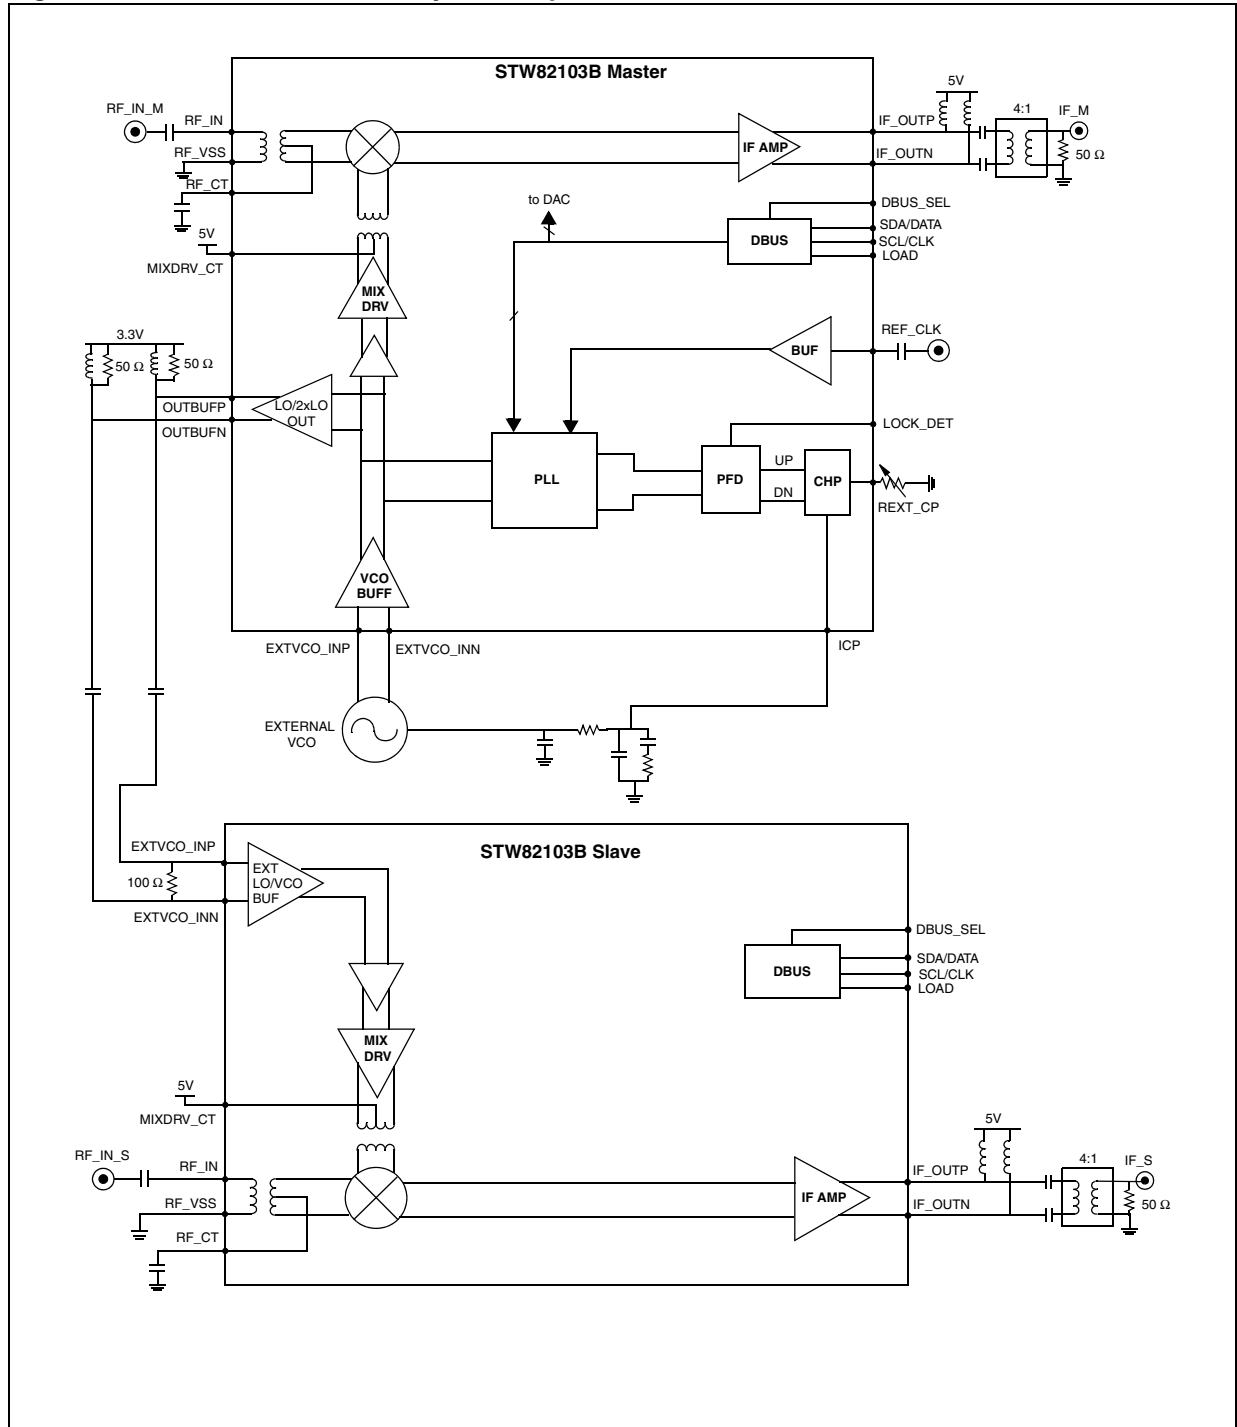 STW82103B Master
5V
RF_IN_M
RF_IN
4:1
IF_M
IF_OUTP
IF AMP
50 Ω
RF_VSS
IF_OUTN
RF_CT
to DAC
DBUS_SEL
SDA/DATA
DBUS
SCL/CLK
LOAD
5V
MIXDRV_CT
MIX
DRV
3.3V
REF_CLK
BUF
50 Ω
50 Ω
OUTBUFP
LO/2xLO
OUT
OUTBUFN
LOCK_DET
UP
PLL
PFD
CHP
DN
REXT_CP
VCO
BUFF
EXTVCO_INP
EXTVCO_INN
ICP
EXTERNAL
VCO
STW82103B Slave
EXTVCO_INP
EXT
LO/VCO
BUF
100 Ω
EXTVCO_INN
DBUS_SEL
SDA/DATA
DBUS
SCL/CLK
LOAD
MIX
DRV
5V
MIXDRV_CT
5V
RF_IN_S
RF_IN
4:1
IF_S
IF_OUTP
IF AMP
RF_VSS
IF_OUTN
50 Ω
RF_CT